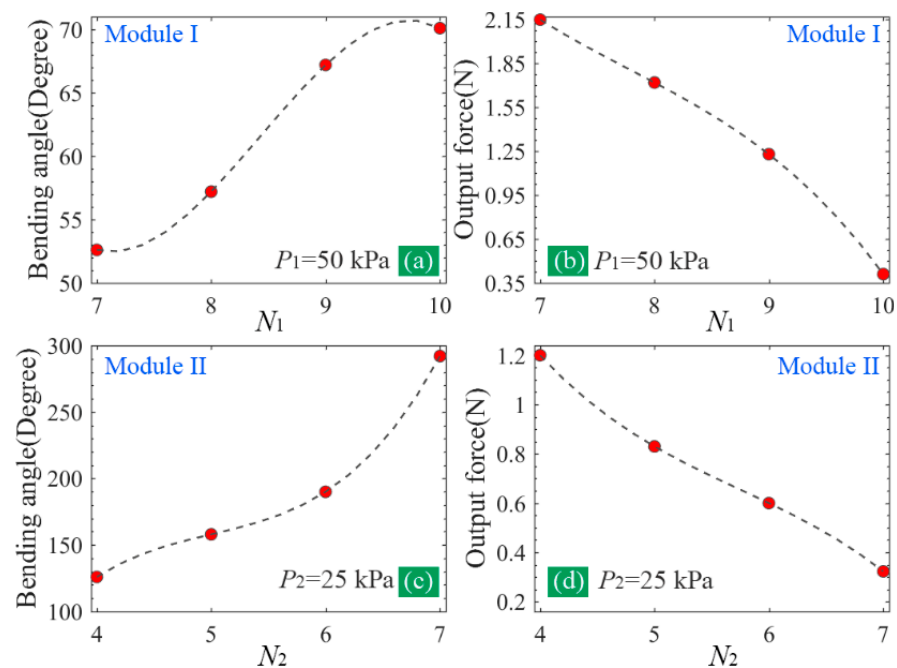 Module I
Bending angle(Degree)
70
65
60
55
50
P1=50 kPa (a)
7 8 9 10
N1
Module I
Output force(N)
2.15
1.85
1.55
1.25
0.95
0.65
0.35
(b) P1=50 kPa
7 8 9 10
N1
Module II
Bending angle(Degree)
300
250
200
150
100
P2=25 kPa (c)
4 5 6 7
N2
Module II
Output force(N)
1.2
1
0.8
0.6
0.4
0.2
(d) P2=25 kPa
4 5 6 7
N2